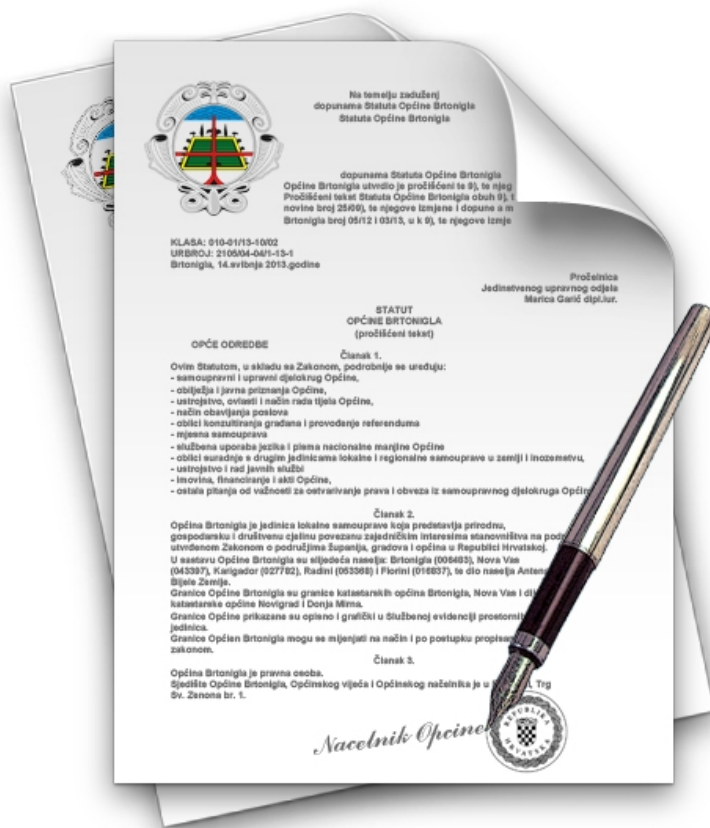 Na temelju zaduženj
dopunama Statuta Općine Brtonigla
Statuta Općine Brtonigla
dopunama Statuta Općine Brtonigla
Općine Brtonigla utvrdio je pročišćeni te 9), te njeg
Pročišćeni tekst Statuta Općine Brtonigla obuh 9), t
novine broj 25/09), te njegove izmjene i dopune a m
Brtonigla broj 05/12 i 03/13, u k 9), te njegove izmje
KLASA: 010-01/13-10/02
URBROJ: 2105/04-04/1-13-1
Brtonigla, 14.svibnja 2013.godine
Pročelnica
Jedinstvenog upravnog odjela
Marica Garić dipl.iur.
STATUT
OPĆINE BRTONIGLA
(pročišćeni tekst)
OPĆE ODREDBE
Članak 1.
Ovim Statutom, u skladu sa Zakonom, podrobnije se uređuju:
- samoupravni i upravni djelokrug Općine,
- obilježja i javna priznanja Općine,
- ustrojstvo, ovlasti i način rada tijela Općine,
- način obavljanja poslova
- oblici konzultiranja građana i provođenje referenduma
- mjesna samouprava
- službena uporaba jezika i pisma nacionalne manjine Općine
- oblici suradnje s drugim jedinicama lokalne i regionalne samouprave u zemlji i inozemstvu,
- ustrojstvo i rad javnih službi
- imovina, financiranje i akti Općine,
- ostala pitanja od važnosti za ostvarivanje prava i obveza iz samoupravnog djelokruga Općin
Članak 2.
Općina Brtonigla je jedinica lokalne samouprave koja predstavlja prirodnu,
gospodarsku i društvenu cjelinu povezanu zajedničkim interesima stanovništva na podr
utvrđenom Zakonom o područjima županija, gradova i općina u Republici Hrvatskoj.
U sastavu Općine Brtonigla su slijedeća naselja: Brtonigla (006483), Nova Vas
(043397), Karigador (027782), Radini (053368) i Fiorini (016837), te dio naselja Anteno
Bijele Zemlje.
Granice Općine Brtonigla su granice katastarskih općina Brtonigla, Nova Vas i di
katastarske općine Novigrad i Donja Mirna.
Granice Općine prikazane su opisno i grafički u Službenoj evidenciji prostornih
jedinica.
Granice Općien Brtonigla mogu se mijenjati na način i po postupku propisan
zakonom.
Članak 3.
Općina Brtonigla je pravna osoba.
Sjedište Općine Brtonigla, Općinskog vijeća i Općinskog načelnika je u Trg
Sv. Zenona br. 1.
Nacelnik Opcine
REPUBLIKA
HRVATSKA